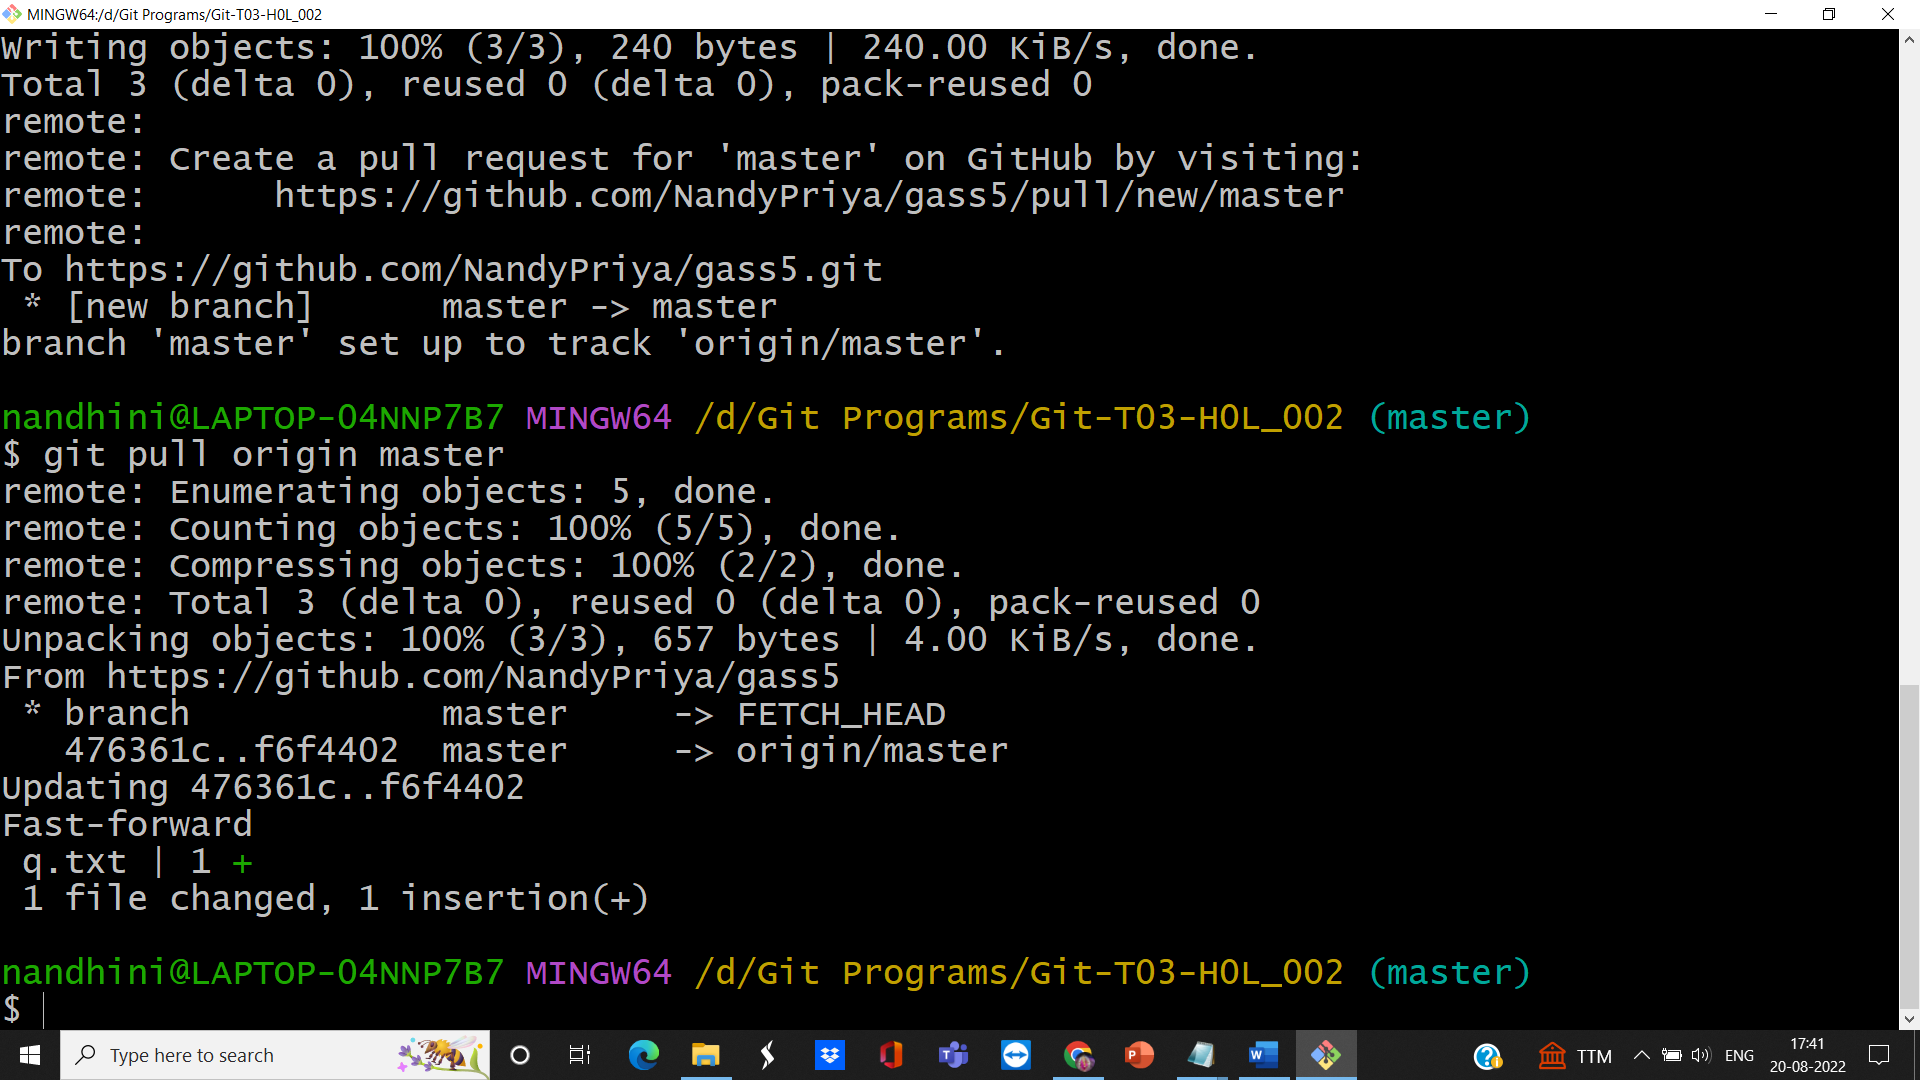 MINGW64:/d/Git Programs/Git-T03-H0L_002
Writing objects: 100% (3/3), 240 bytes | 240.00 KiB/s, done.
Total 3 (delta 0), reused 0 (delta 0), pack-reused 0
remote:
remote: Create a pull request for 'master' on GitHub by visiting:
remote:      https://github.com/NandyPriya/gass5/pull/new/master
remote:
To https://github.com/NandyPriya/gass5.git
 * [new branch]      master -> master
branch 'master' set up to track 'origin/master'.
nandhini@LAPTOP-04NNP7B7 MINGW64 /d/Git Programs/Git-T03-H0L_002 (master)
$ git pull origin master
remote: Enumerating objects: 5, done.
remote: Counting objects: 100% (5/5), done.
remote: Compressing objects: 100% (2/2), done.
remote: Total 3 (delta 0), reused 0 (delta 0), pack-reused 0
Unpacking objects: 100% (3/3), 657 bytes | 4.00 KiB/s, done.
From https://github.com/NandyPriya/gass5
 * branch            master     -> FETCH_HEAD
   476361c..f6f4402  master     -> origin/master
Updating 476361c..f6f4402
Fast-forward
 q.txt | 1 +
 1 file changed, 1 insertion(+)
nandhini@LAPTOP-04NNP7B7 MINGW64 /d/Git Programs/Git-T03-H0L_002 (master)
$
Type here to search
TTM
ENG
17:41
20-08-2022